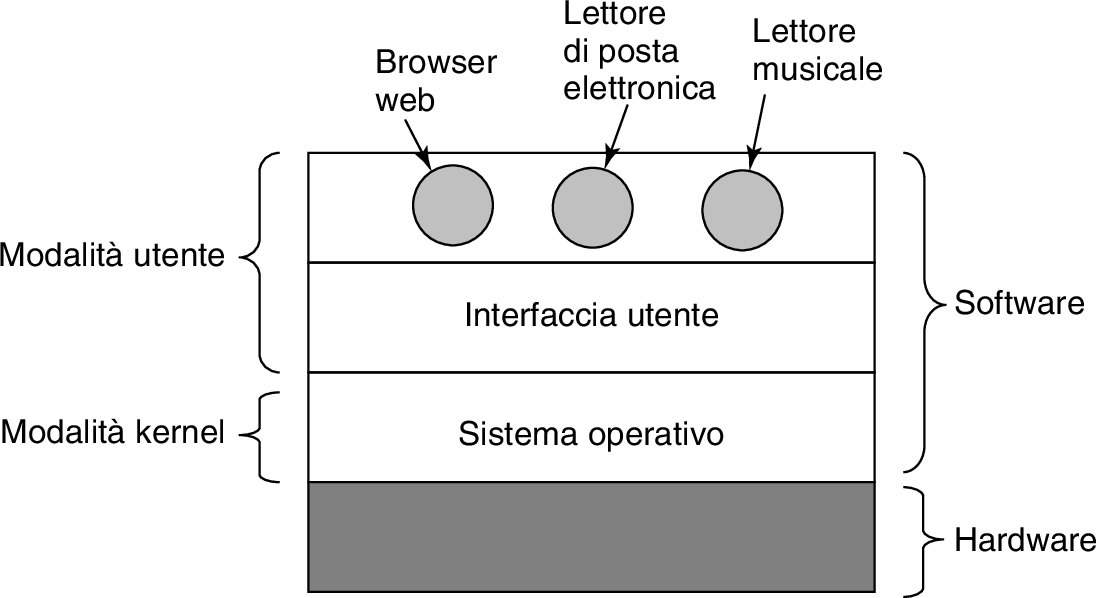 Browser
web
Lettore
di posta
elettronica
Lettore
musicale
Modalità utente
Interfaccia utente
Software
Modalità kernel
Sistema operativo
Hardware